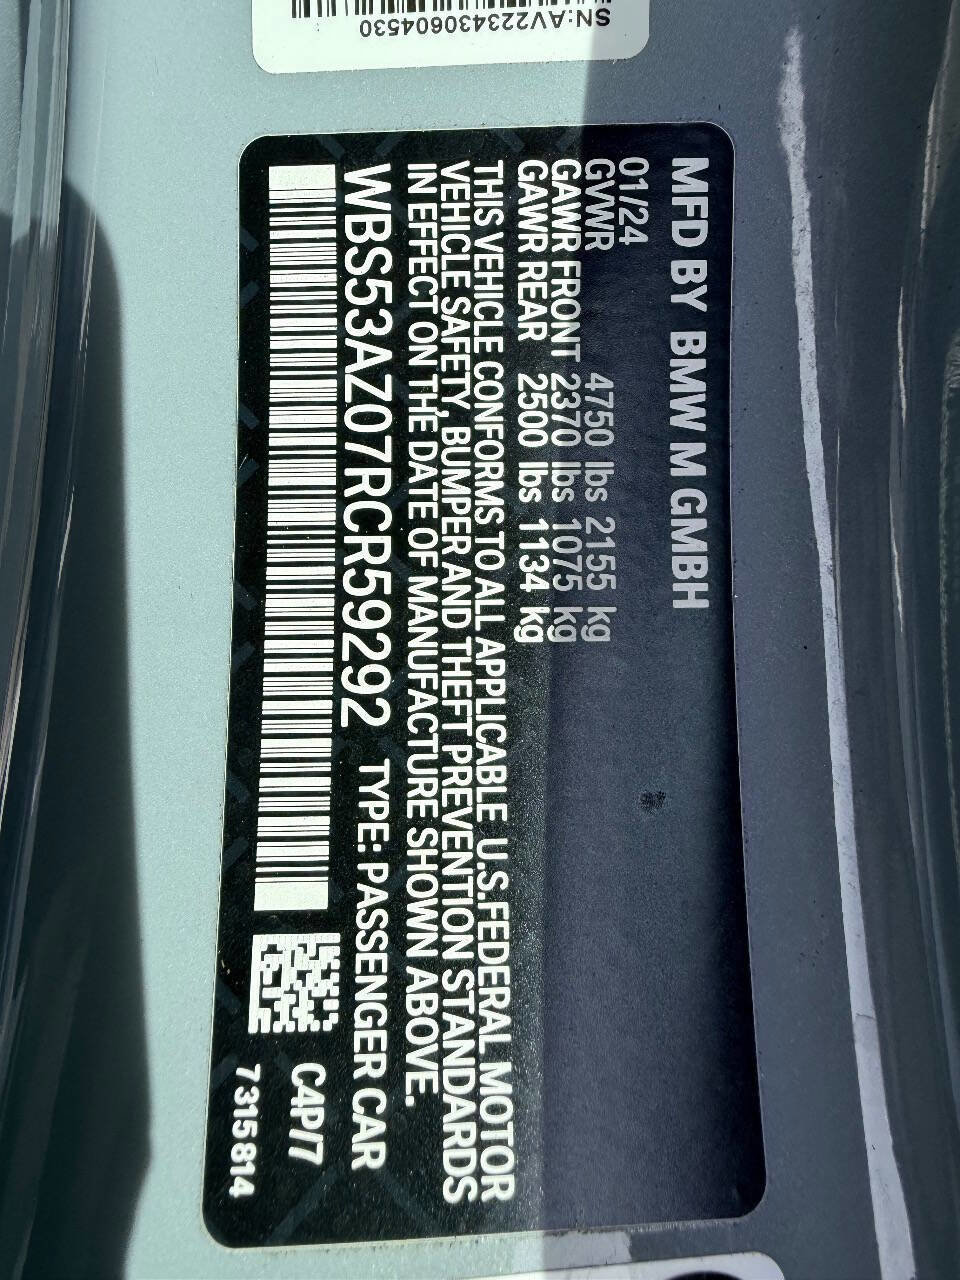 SN:AV2234430604530
MFD BY BMW M GMBH
01/24
GVWR 4750 lbs 2155 kg
GAWR FRONT 2370 lbs 1075 kg
GAWR REAR 2500 lbs 1134 kg
THIS VEHICLE CONFORMS TO ALL APPLICABLE U.S.FEDERAL MOTOR
VEHICLE SAFETY, BUMPER AND THEFT PREVENTION STANDARDS
IN EFFECT ON THE DATE OF MANUFACTURE SHOWN ABOVE.
WBS53AZ07RCR59292 TYPE: PASSENGER CAR
C4P/7
7315814